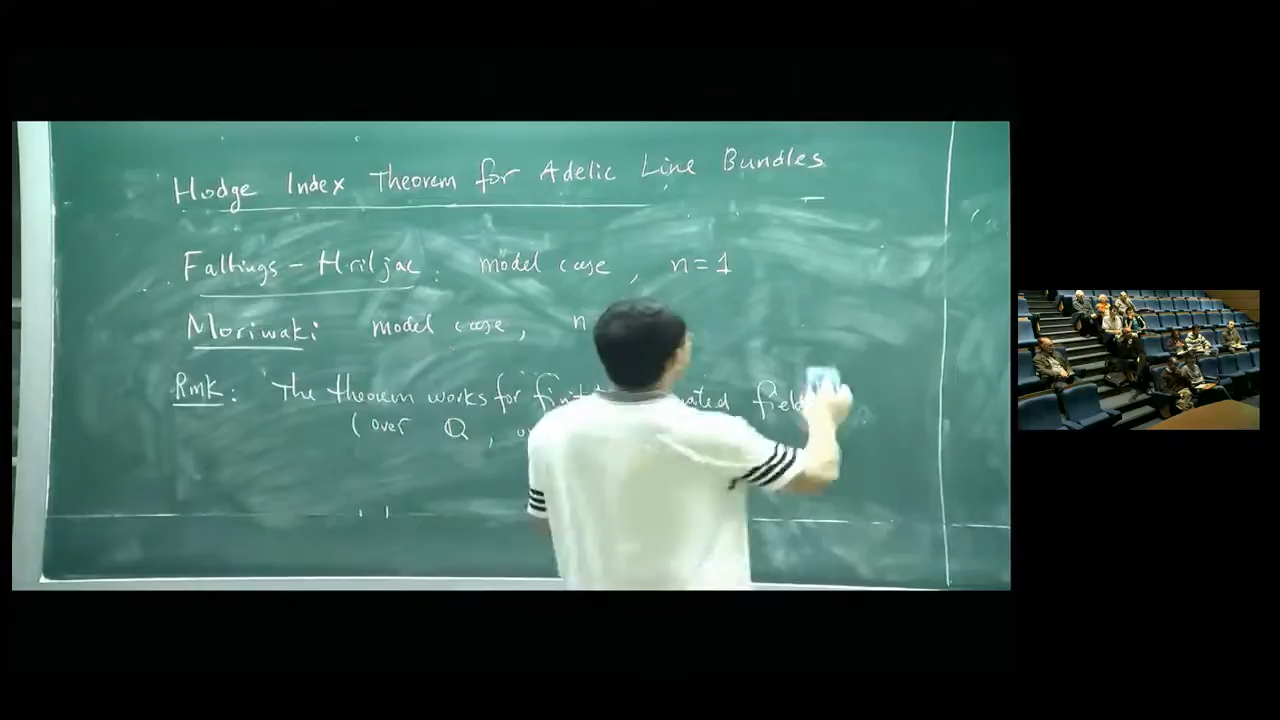 Hodge Index Theorem for Adelic Line Bundles
Faltings - Hriljac : model case, n=1
Moriwaki : model case, n
Rmk : The theorem works for field
(over Q,